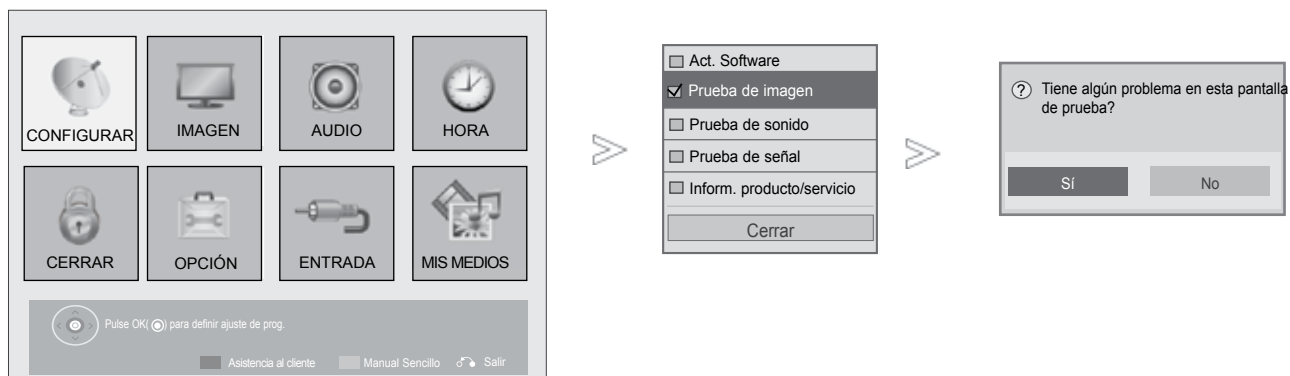 CONFIGURAR
IMAGEN
AUDIO
HORA
CERRAR
OPCIÓN
ENTRADA
MIS MEDIOS
Pulse OK( ) para definir ajuste de prog.
Asistencia al cliente
Manual Sencillo
Salir
Act. Software
Prueba de imagen
Prueba de sonido
Prueba de señal
Inform. producto/servicio
Cerrar
? Tiene algún problema en esta pantalla
de prueba?
Sí
No